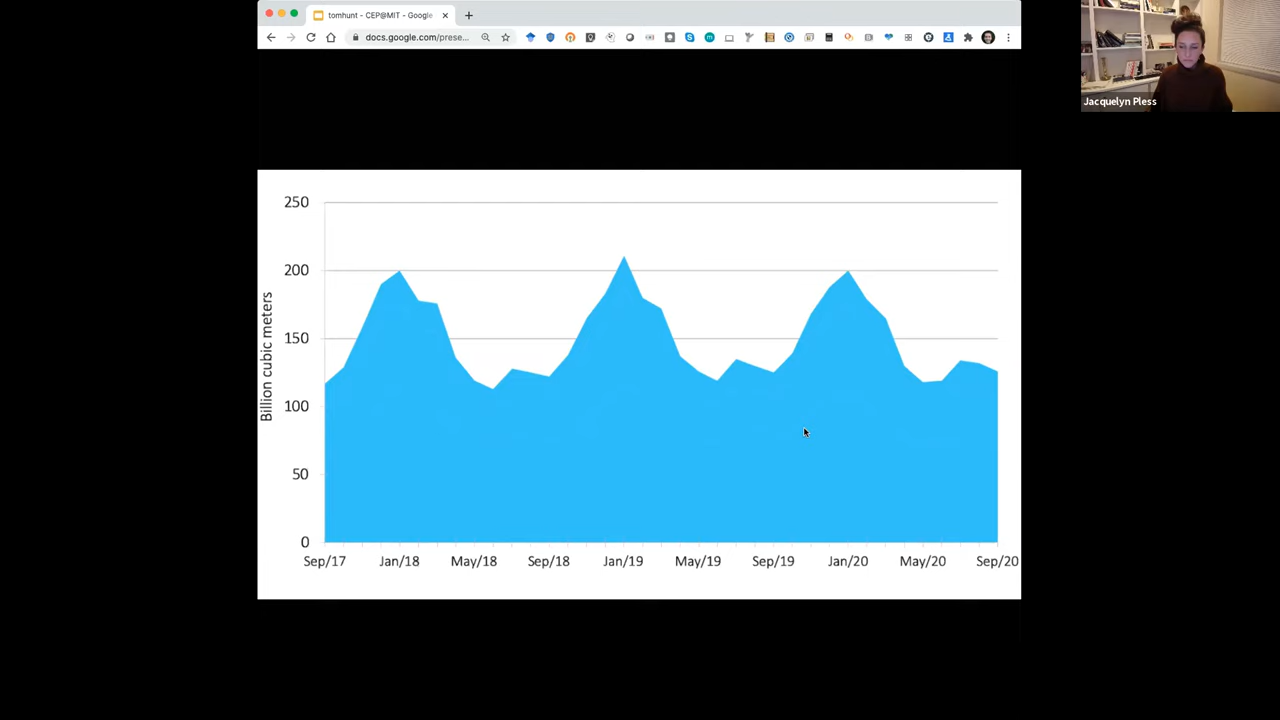 tomhunt - CEP@MIT - Google
docs.google.com/prese...
Jacquelyn Pless
250
200
150
100
50
0
Billion cubic meters
Sep/17 Jan/18 May/18 Sep/18 Jan/19 May/19 Sep/19 Jan/20 May/20 Sep/20